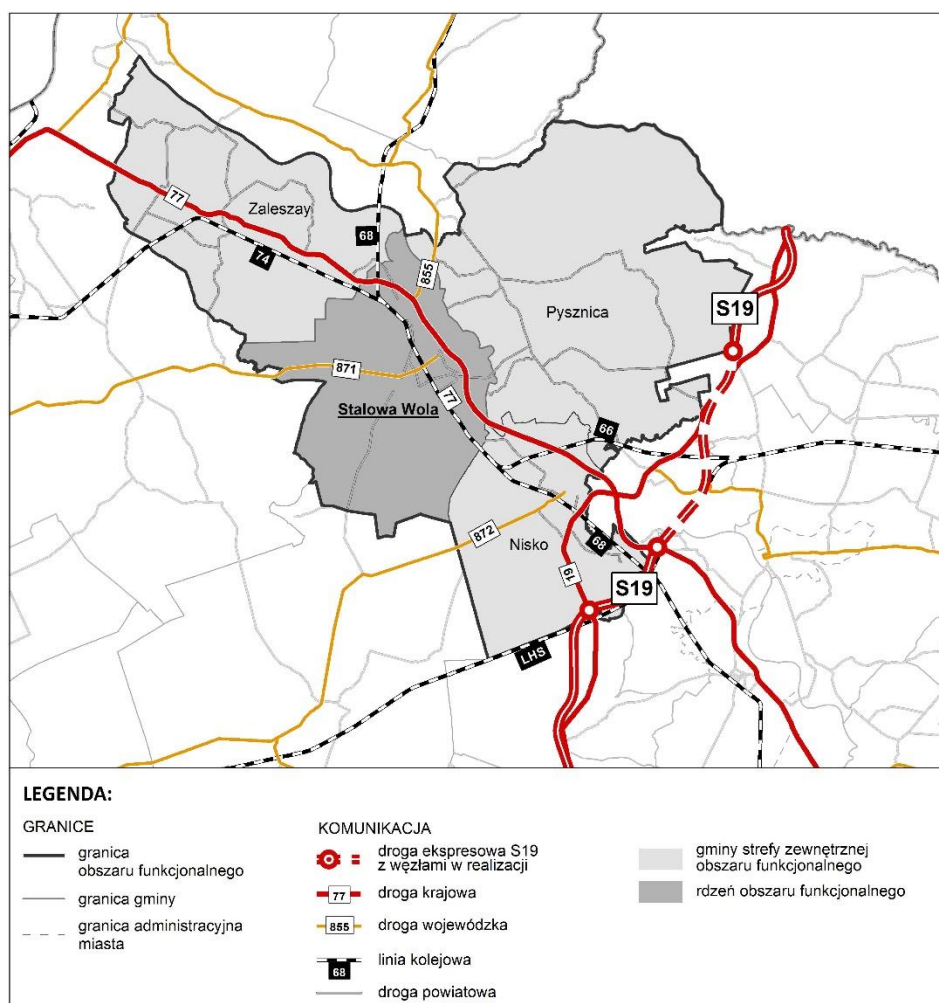 77
Zaleszay
68
74
855
S19
Pysznica
871
77
Stalowa Wola
66
872
68
Nisko
19
S19
LHS
LEGENDA:
GRANICE
granica
obszaru funkcjonalnego
granica gminy
granica administracyjna
miasta
KOMUNIKACJA
droga ekspresowa S19
z węzłami w realizacji
77
droga krajowa
855
droga wojewódzka
68
linia kolejowa
droga powiatowa
gminy strefy zewnętrznej
obszaru funkcjonalnego
rdzeń obszaru funkcjonalnego